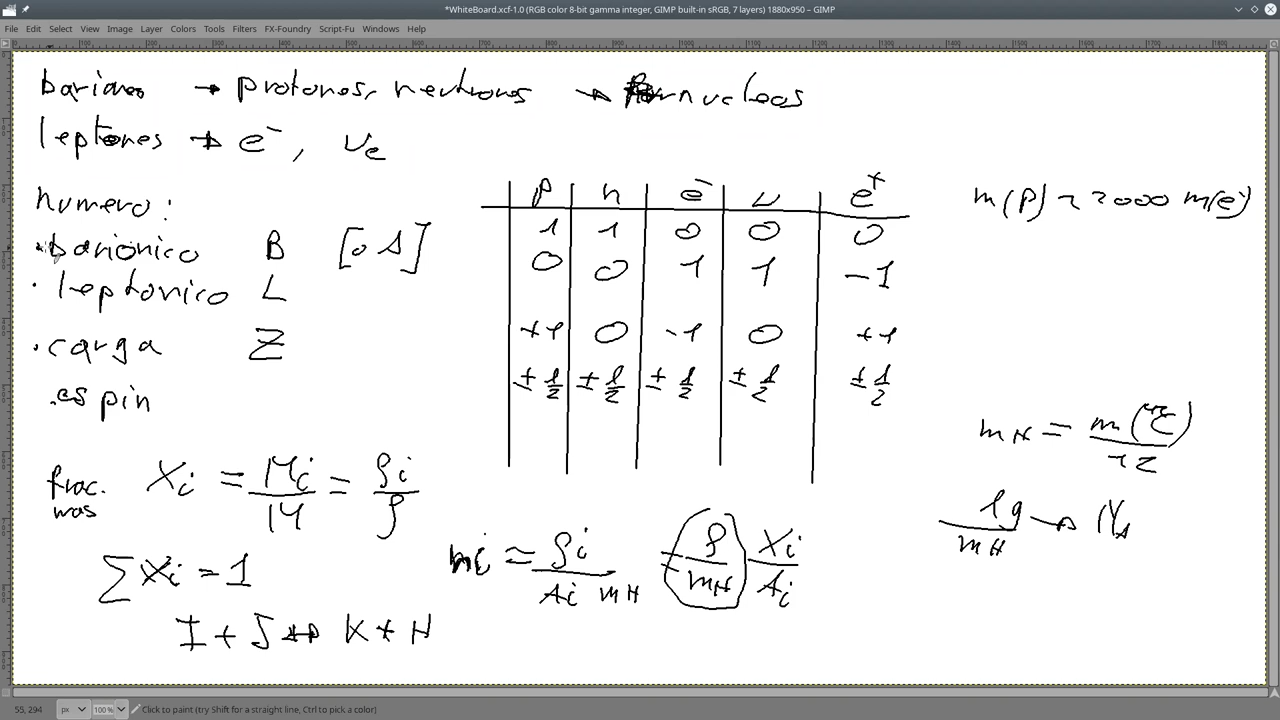 *WhiteBoard.xcf-1.0 (RGB color 8-bit gamma integer, GIMP built-in sRGB, 7 layers) 1880x950 – GIMP
File Edit Select View Image Layer Colors Tools Filters FX-Foundry Script-Fu Windows Help
bariones → protones, neutrones → nucleos
leptones → e⁻, νe
numero:
· barionico B [o A]
· leptonico L
· carga Z
· espin
p n e⁻ ν e⁺
1 1 0 0 0
0 0 1 1 -1
+1 0 -1 0 +1
±1/2 ±1/2 ±1/2 ±1/2 ±1/2
m(p) ~ 2000 m(e⁻)
mH = m(¹²C)/12
1g/mH → NA
frac. mas Xi = Mi/M = ρi/ρ
∑Xi = 1
ni ≈ ρi/(Ai mH) = (ρ/mH) Xi/Ai
I + J ↔ K + H
55, 294 px 100 % Click to paint (try Shift for a straight line, Ctrl to pick a color)